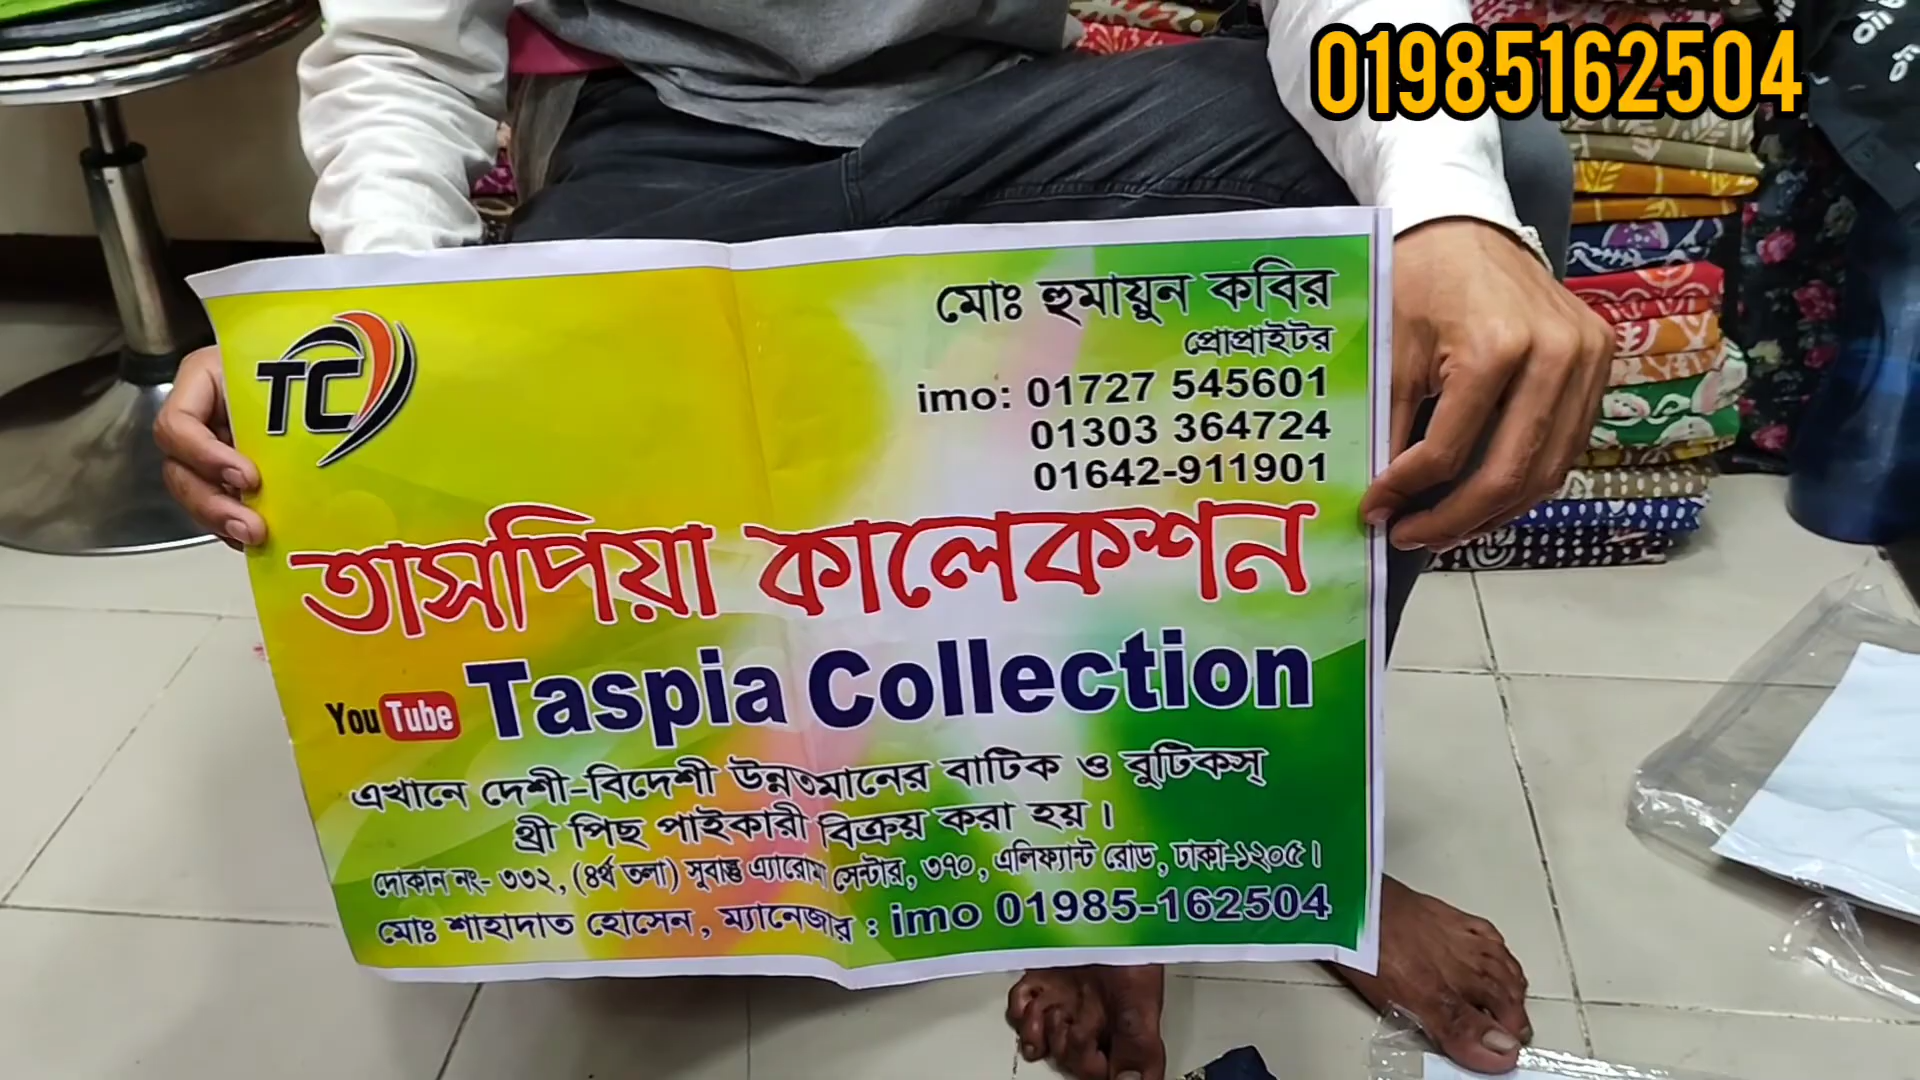 01985162504
TC
মোঃ হুমায়ুন কবির
প্রোপ্রাইটর
imo: 01727 545601
01303 364724
01642-911901
তাসপিয়া কালেকশন
YouTube Taspia Collection
এখানে দেশী-বিদেশী উন্নতমানের বাটিক ও বুটিকস্
থ্রী পিছ পাইকারী বিক্রয় করা হয়।
দোকান নং- ৩৩২, (৪র্থ তলা) সুবাস্তু এ্যারোমা সেন্টার, ৩৭০, এলিফ্যান্ট রোড, ঢাকা-১২০৫।
মোঃ শাহাদাত হোসেন, ম্যানেজার : imo 01985-162504